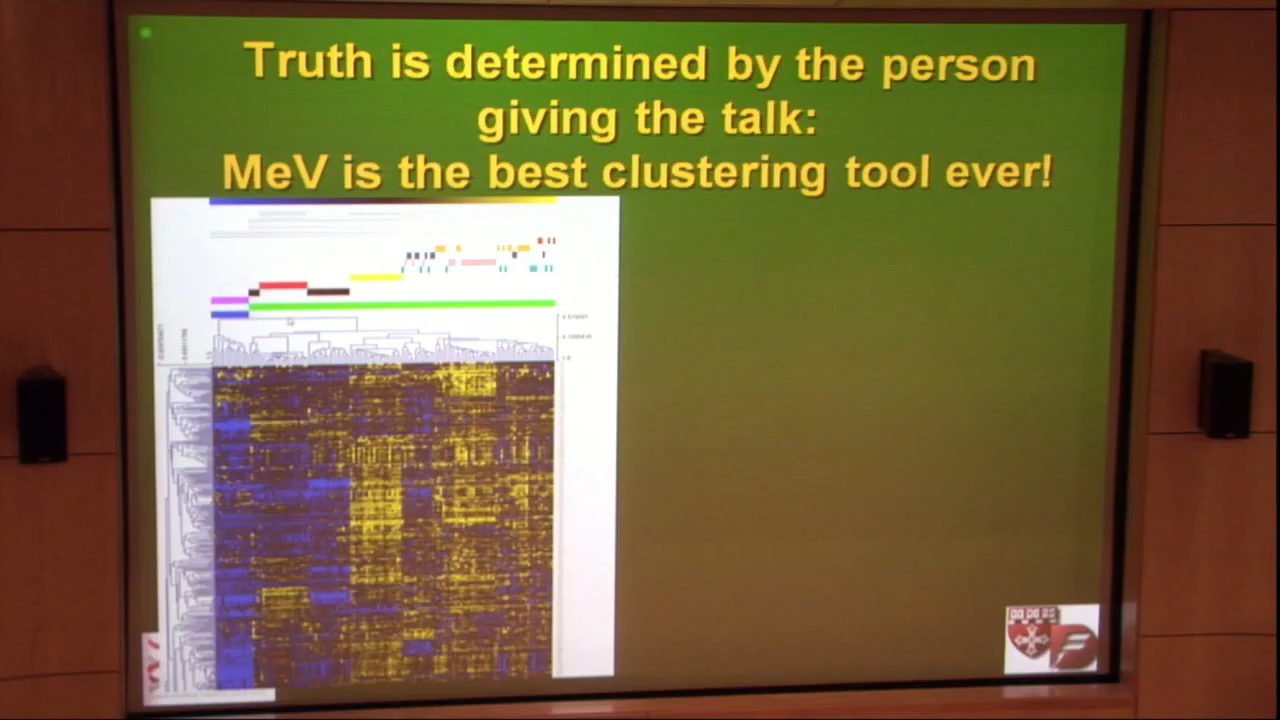 Truth is determined by the person
giving the talk:
MeV is the best clustering tool ever!